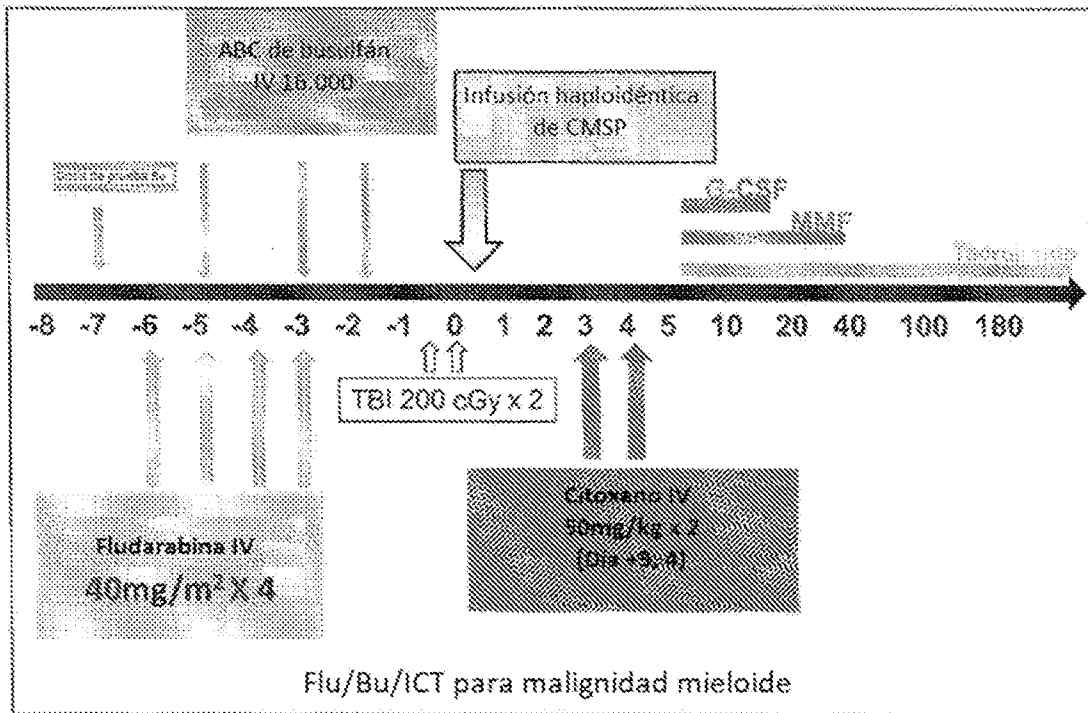 ABC de busulfán
IV 16.000
Infusión haploidéntica
de CMSP
G-CSF
MMF
-8 -7 -6 -5 -4 -3 -2 -1 0 1 2 3 4 5 10 20 40 100 180
TBI 200 cGy x 2
Citoxano IV
50mg/kg x 2
Fludarabina IV
40mg/m² X 4
Flu/Bu/ICT para malignidad mieloide